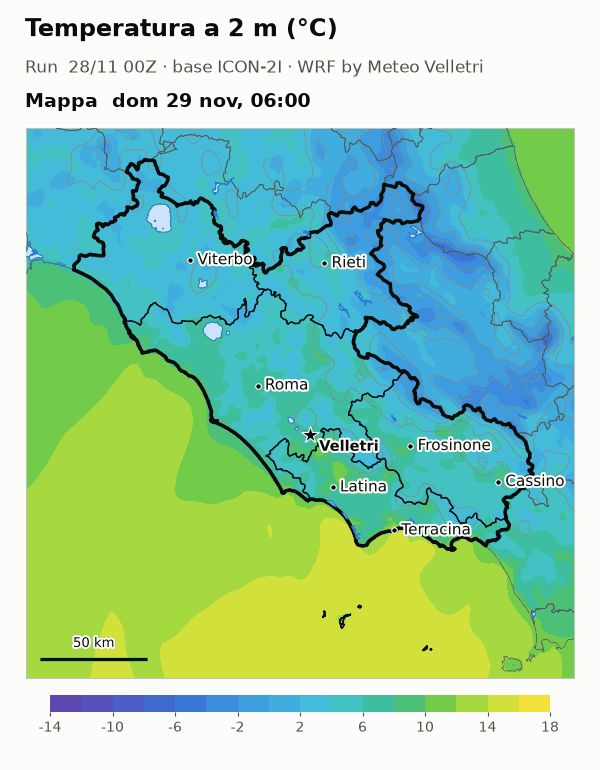 Temperatura a 2 m (°C)
Run  28/11 00Z · base ICON-2I · WRF by Meteo Velletri
Mappa  dom 29 nov, 06:00
Viterbo
Rieti
Roma
Velletri
Frosinone
Latina
Cassino
Terracina
50 km
-14 -10 -6 -2 2 6 10 14 18